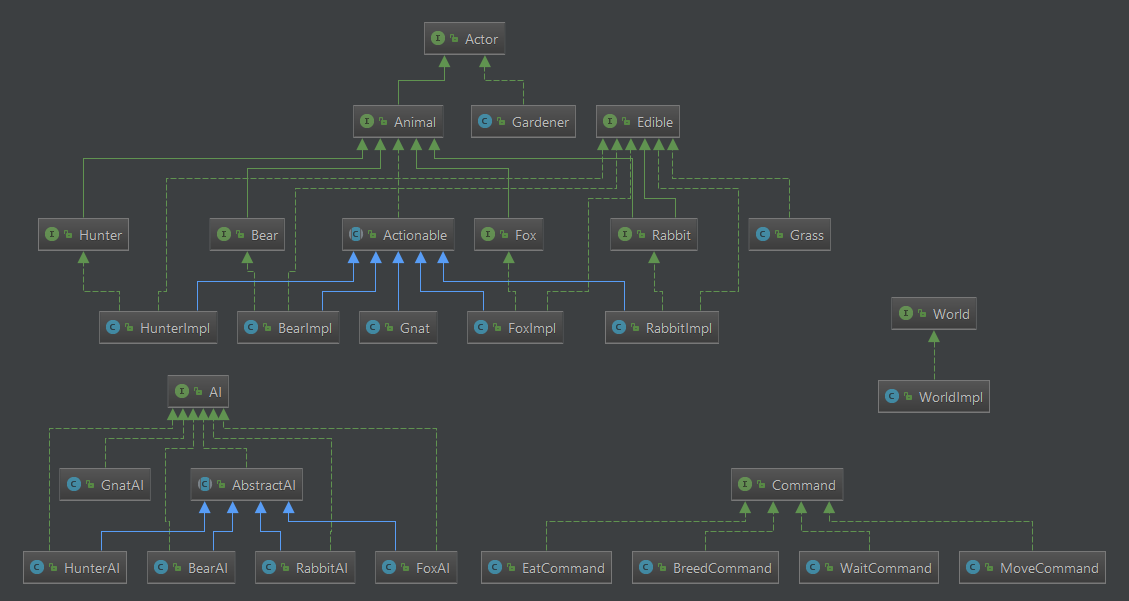 Actor
Animal
Gardener
Edible
Hunter
Bear
Actionable
Fox
Rabbit
Grass
HunterImpl
BearImpl
Gnat
FoxImpl
RabbitImpl
World
WorldImpl
AI
GnatAI
AbstractAI
Command
HunterAI
BearAI
RabbitAI
FoxAI
EatCommand
BreedCommand
WaitCommand
MoveCommand